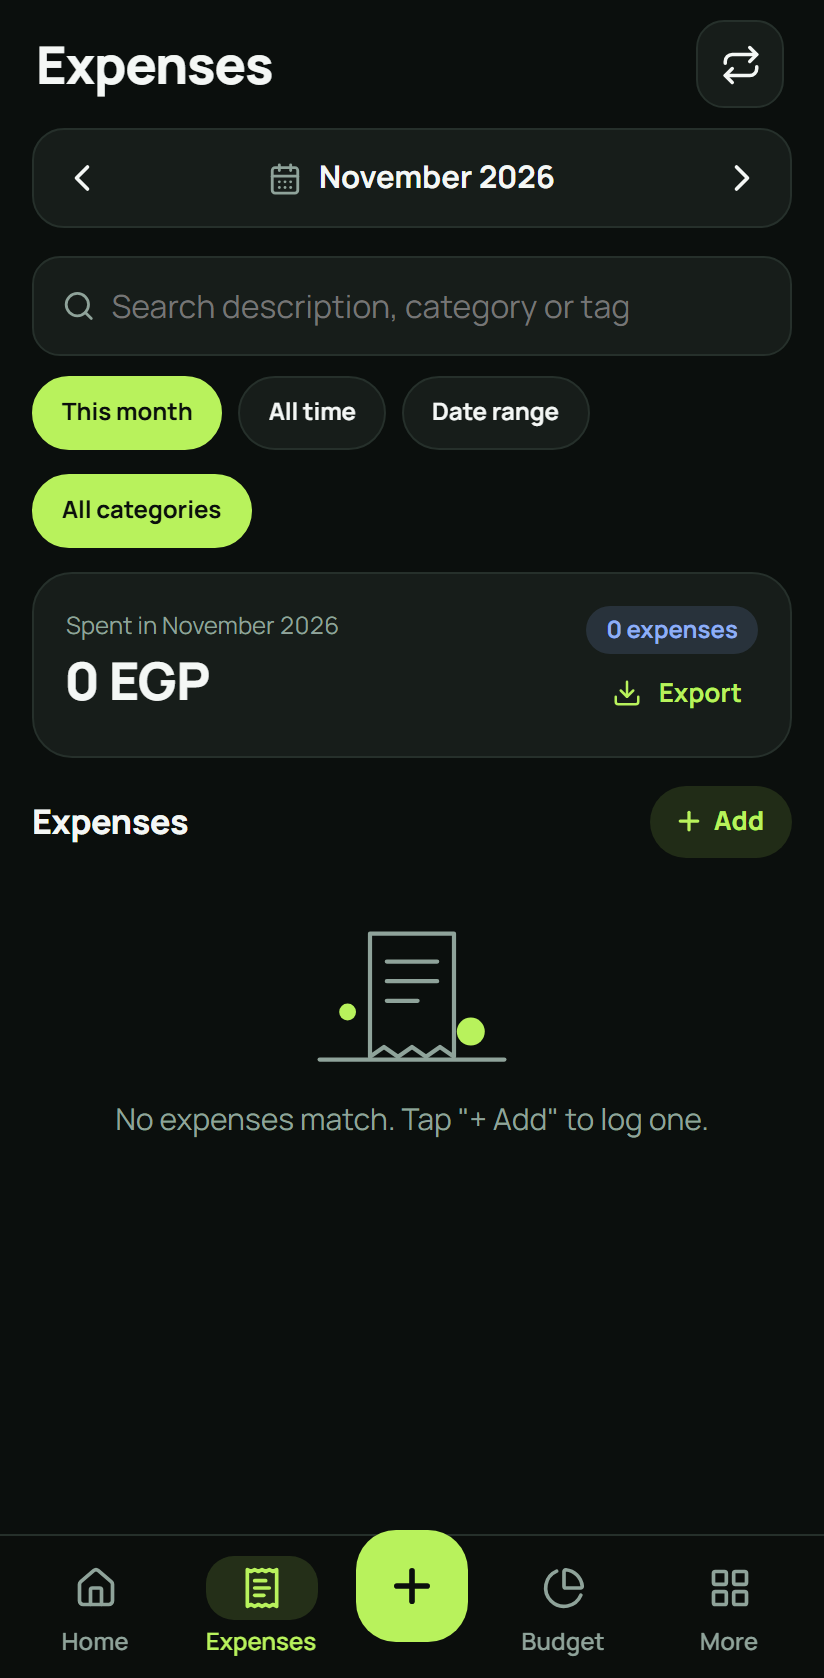 Expenses
November 2026
Search description, category or tag
This month
All time
Date range
All categories
Spent in November 2026
0 expenses
0 EGP
Export
Expenses
+ Add
No expenses match. Tap "+ Add" to log one.
Home
Expenses
Budget
More